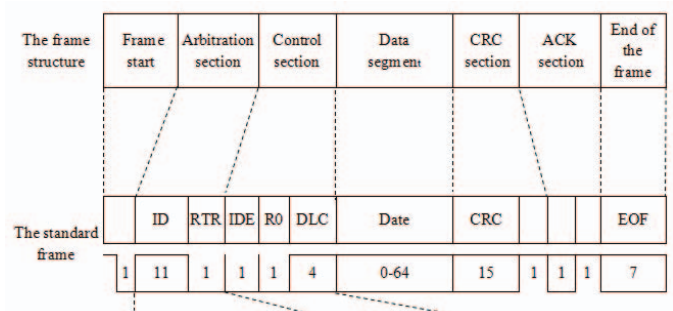 The frame structure
Frame start
Arbitration section
Control section
Data segment
CRC section
ACK section
End of the frame
The standard frame
ID
RTR
IDE
R0
DLC
Date
CRC
EOF
1
11
1
1
1
4
0-64
15
1
1
1
7